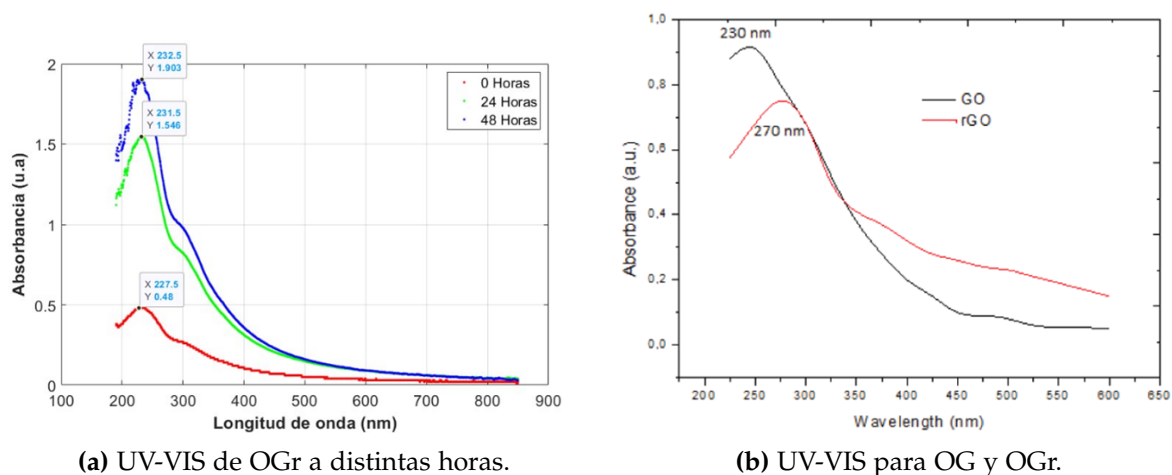 X 232.5
Y 1.903
X 231.5
Y 1.546
X 227.5
Y 0.48
0 Horas
24 Horas
48 Horas
2
1.5
1
0.5
0
100 200 300 400 500 600 700 800 900
Absorbancia (u.a)
Longitud de onda (nm)
(a) UV-VIS de OGr a distintas horas.
230 nm
270 nm
GO
rGO
1,0
0,8
0,6
0,4
0,2
0,0
200 250 300 350 400 450 500 550 600 650
Absorbance (a.u.)
Wavelength (nm)
(b) UV-VIS para OG y OGr.